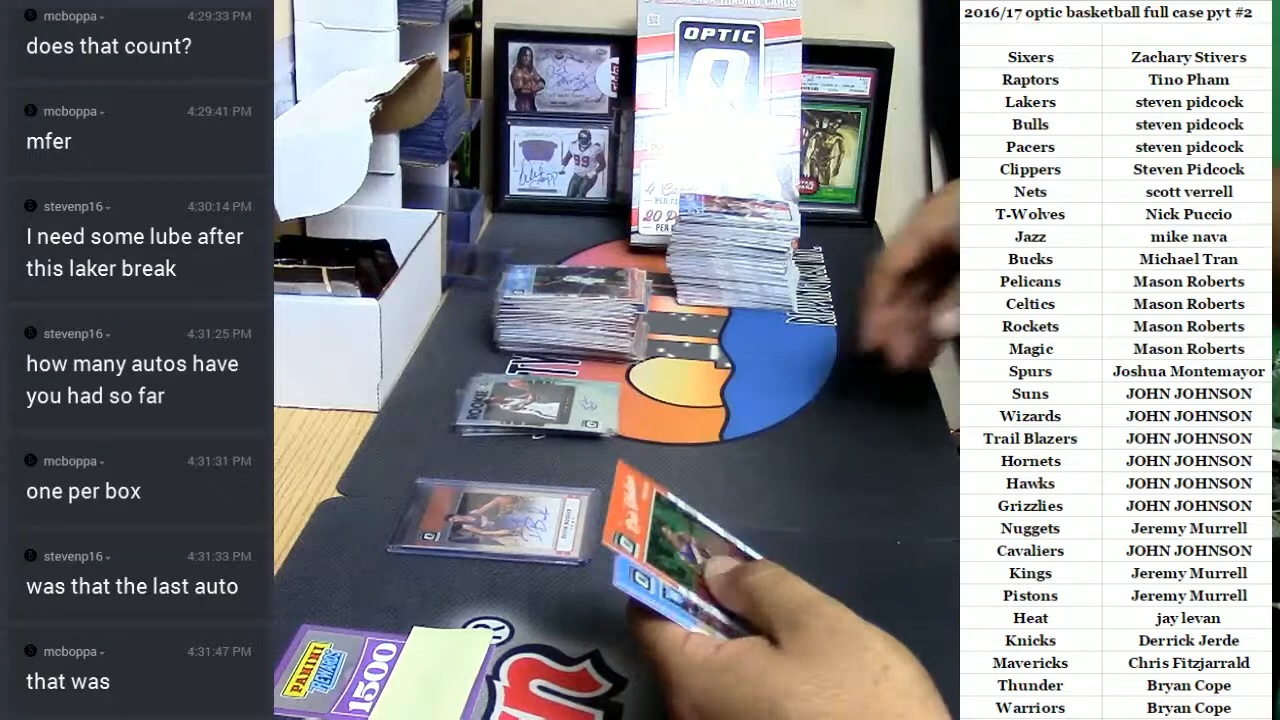 mcboppa 4:29:33 PM
does that count?
mcboppa 4:29:41 PM
mfer
stevenp16 4:30:14 PM
I need some lube after
this laker break
stevenp16 4:31:25 PM
how many autos have
you had so far
mcboppa 4:31:31 PM
one per box
stevenp16 4:31:33 PM
was that the last auto
mcboppa 4:31:47 PM
that was
TRADING CARDS
OPTIC
20
99
ROOKIE
PANINI
REWARDS
1500
2016/17 optic basketball full case pyt #2
Sixers Zachary Stivers
Raptors Tino Pham
Lakers steven pidcock
Bulls steven pidcock
Pacers steven pidcock
Clippers Steven Pidcock
Nets scott verrell
T-Wolves Nick Puccio
Jazz mike nava
Bucks Michael Tran
Pelicans Mason Roberts
Celtics Mason Roberts
Rockets Mason Roberts
Magic Mason Roberts
Spurs Joshua Montemayor
Suns JOHN JOHNSON
Wizards JOHN JOHNSON
Trail Blazers JOHN JOHNSON
Hornets JOHN JOHNSON
Hawks JOHN JOHNSON
Grizzlies JOHN JOHNSON
Nuggets Jeremy Murrell
Cavaliers JOHN JOHNSON
Kings Jeremy Murrell
Pistons Jeremy Murrell
Heat jay levan
Knicks Derrick Jerde
Mavericks Chris Fitzjarrald
Thunder Bryan Cope
Warriors Bryan Cope